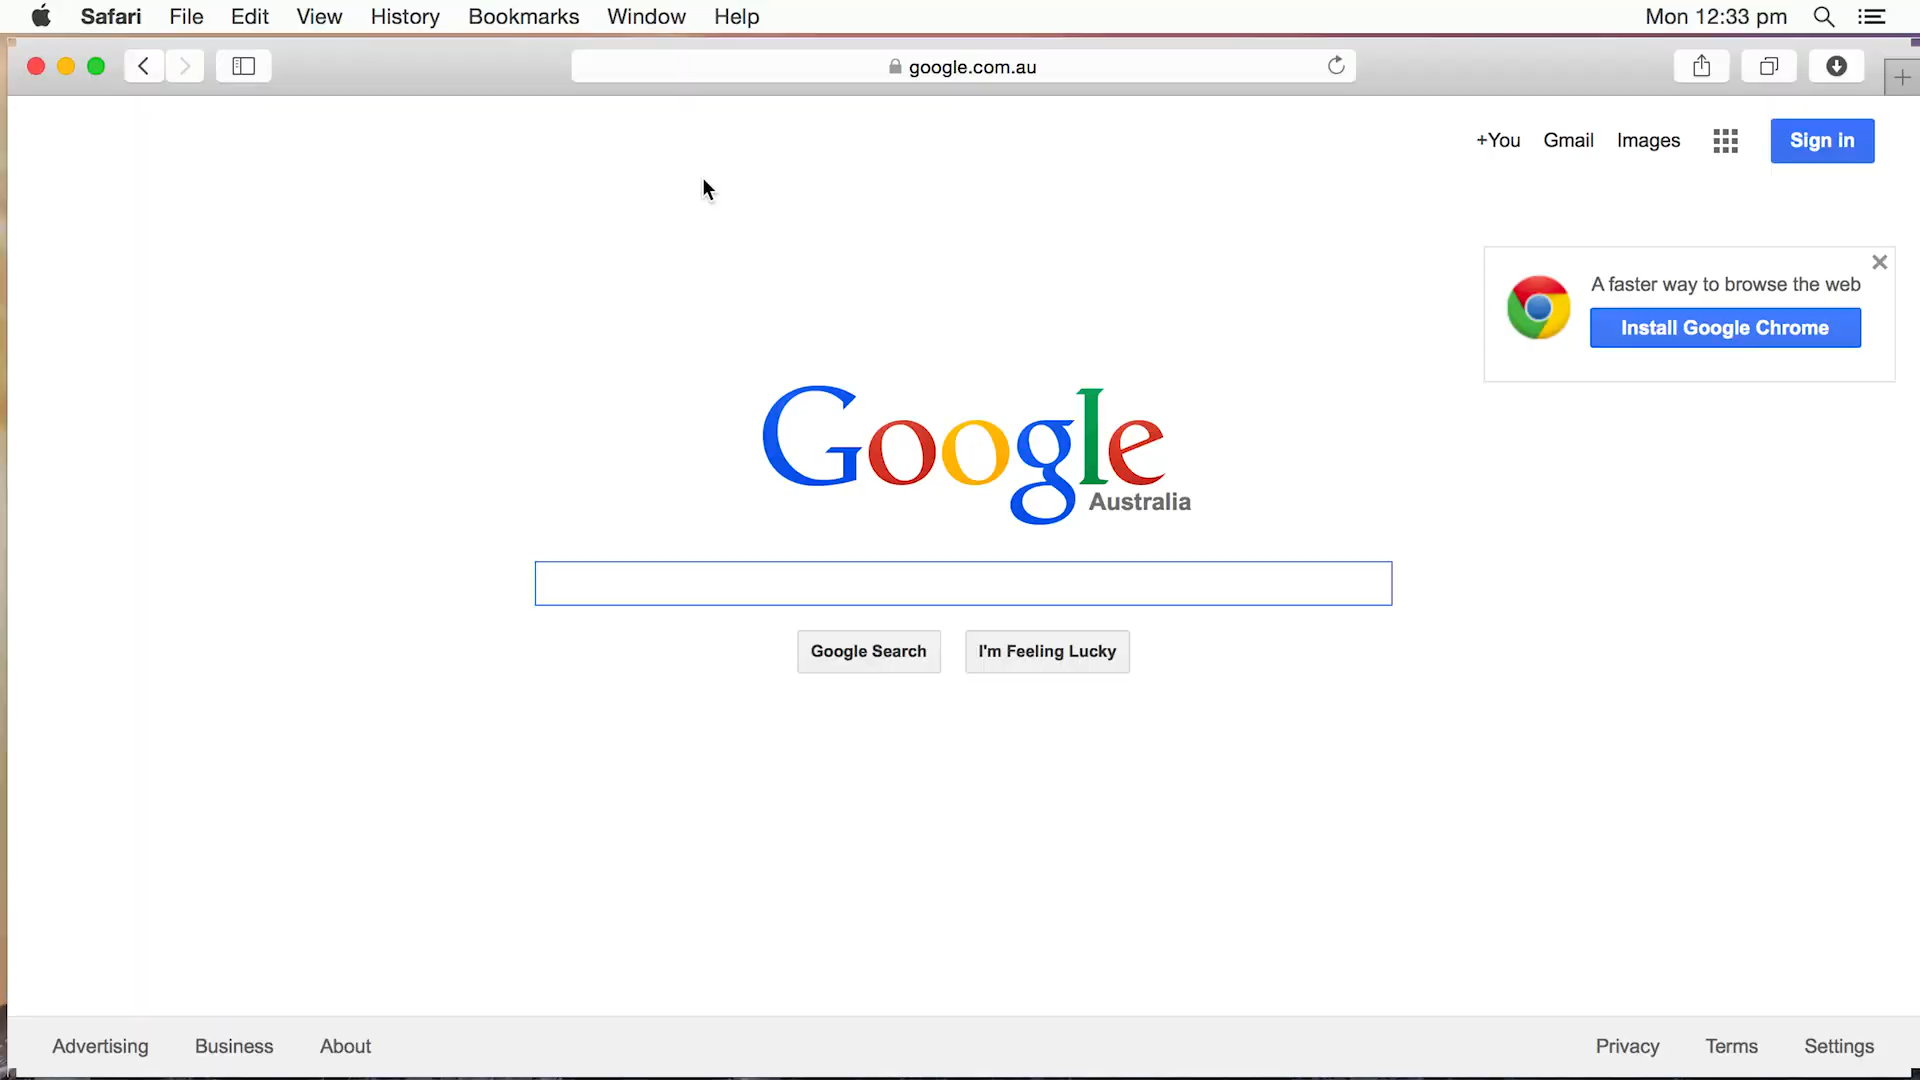 Safari File Edit View History Bookmarks Window Help Mon 12:33 pm
google.com.au
+You Gmail Images Sign in
A faster way to browse the web
Install Google Chrome
Google
Australia
Google Search I'm Feeling Lucky
Advertising Business About Privacy Terms Settings